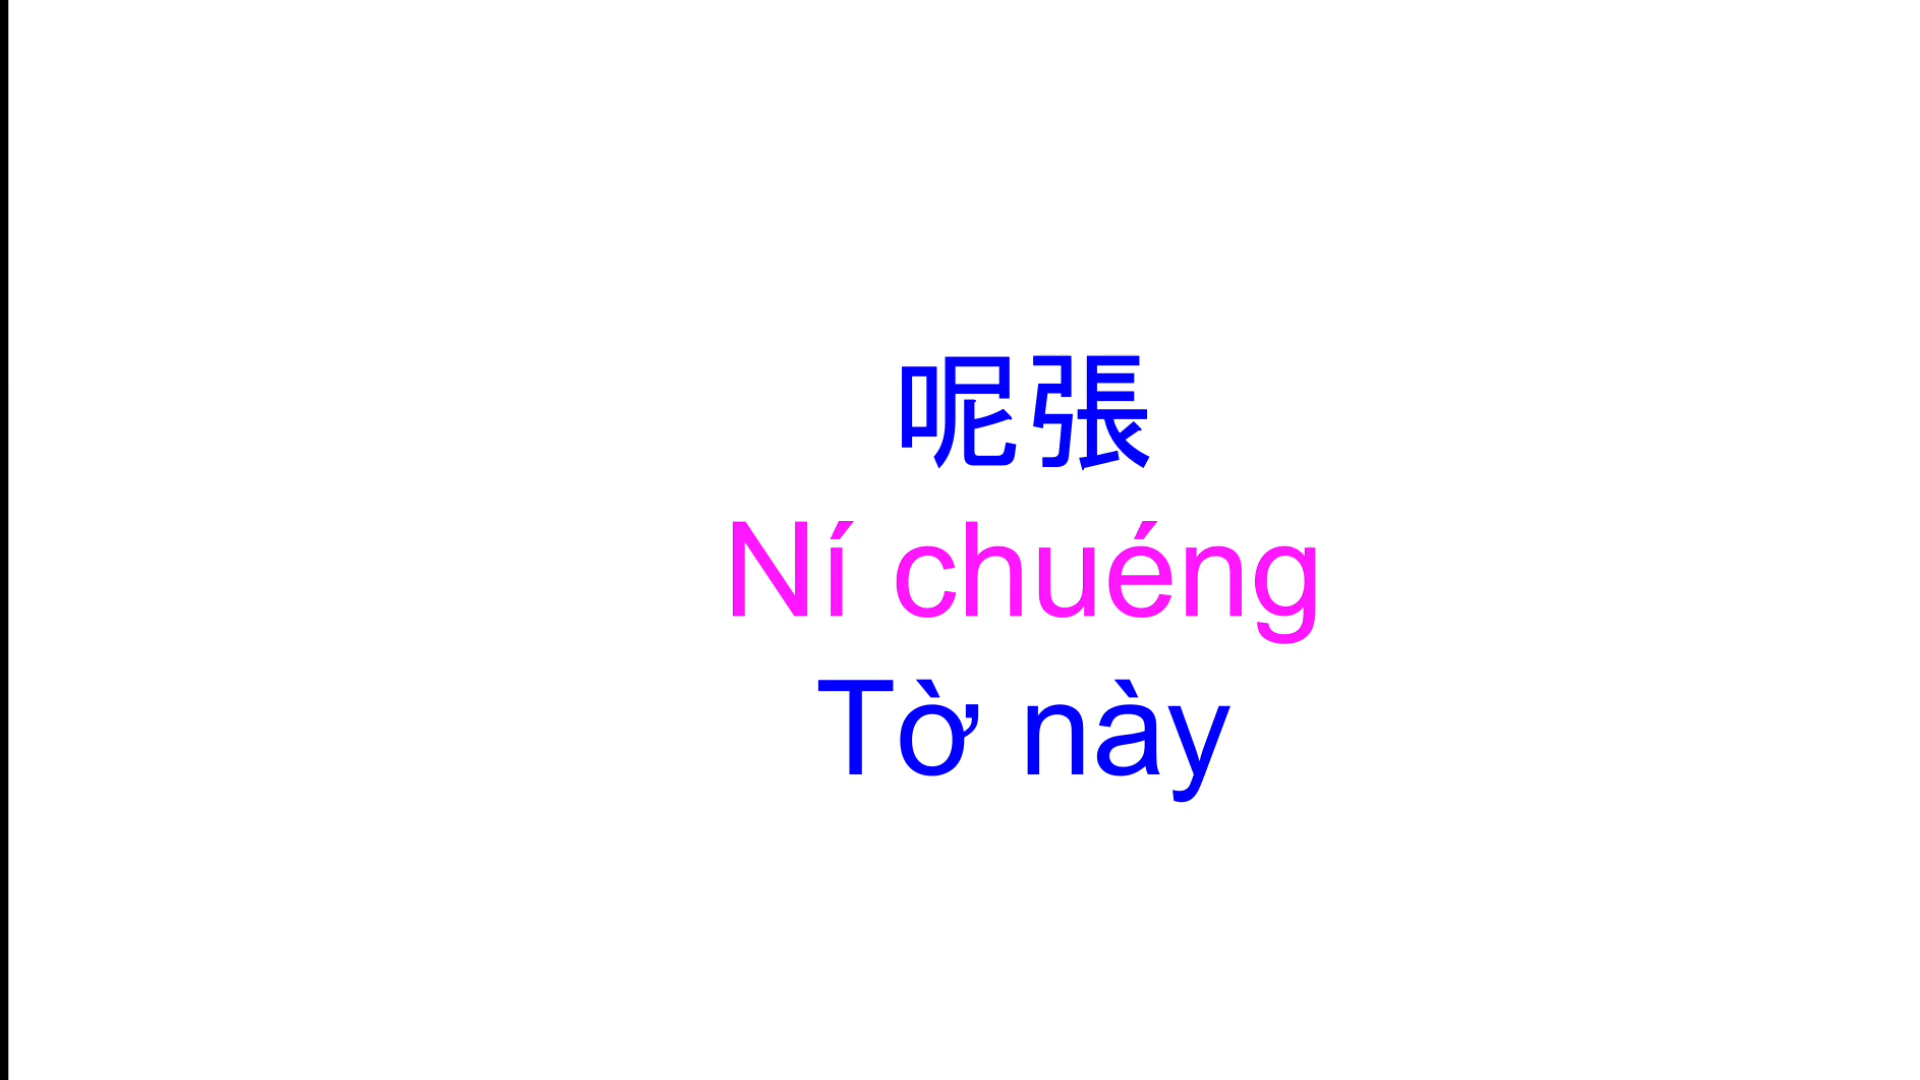 呢張
Ní chuéng
Tờ này